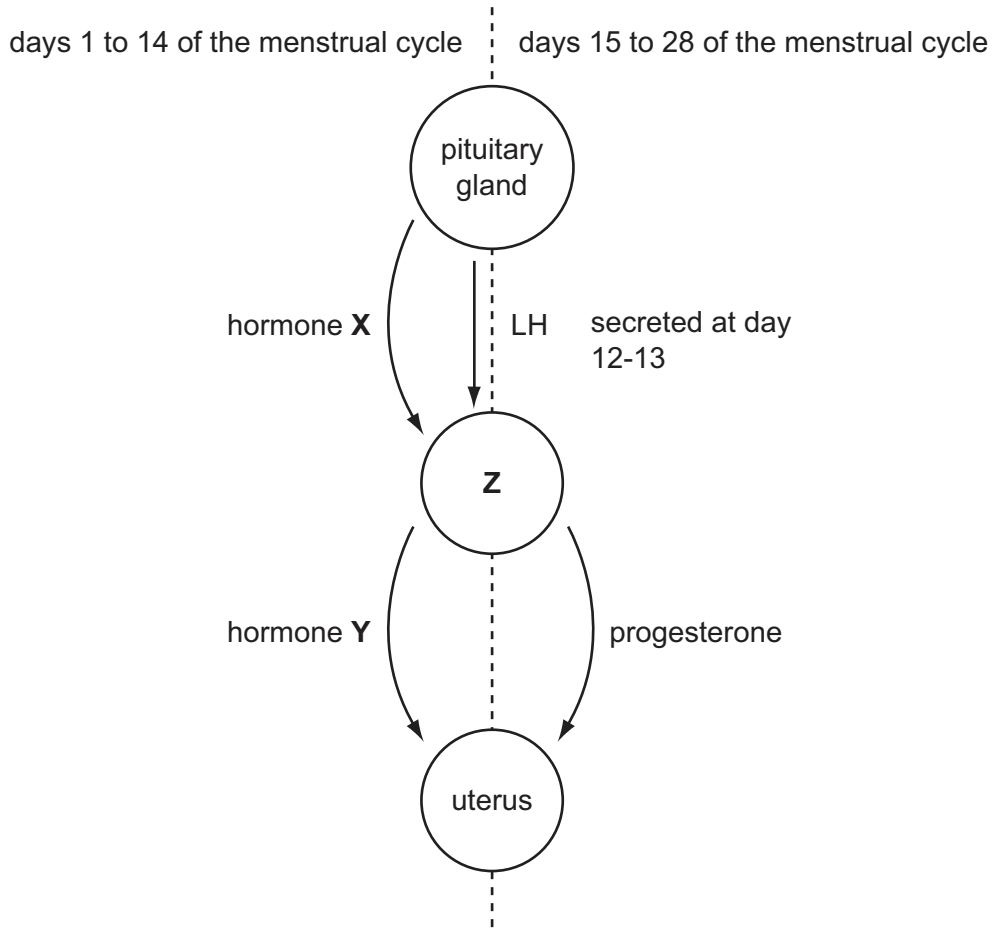 days 1 to 14 of the menstrual cycle
days 15 to 28 of the menstrual cycle
pituitary
gland
hormone X
LH
secreted at day
12-13
Z
hormone Y
progesterone
uterus